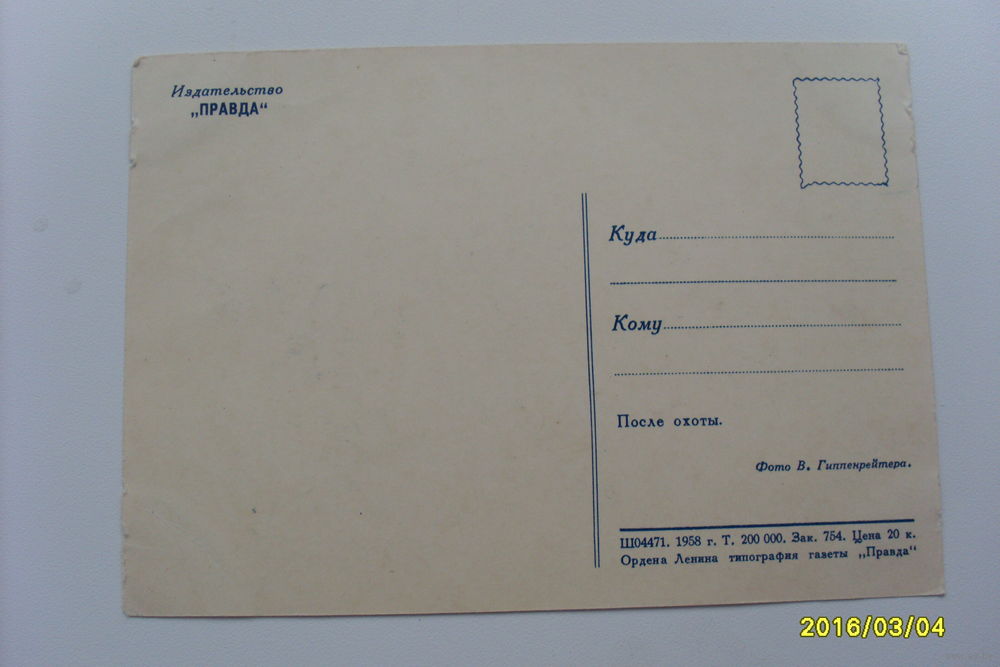 Издательство
„ПРАВДА“
Куда
Кому
После охоты.
Фото В. Гиппенрейтера.
Ш04471. 1958 г. Т. 200 000. Зак. 754. Цена 20 к.
Ордена Ленина типография газеты „Правда“
2016/03/04